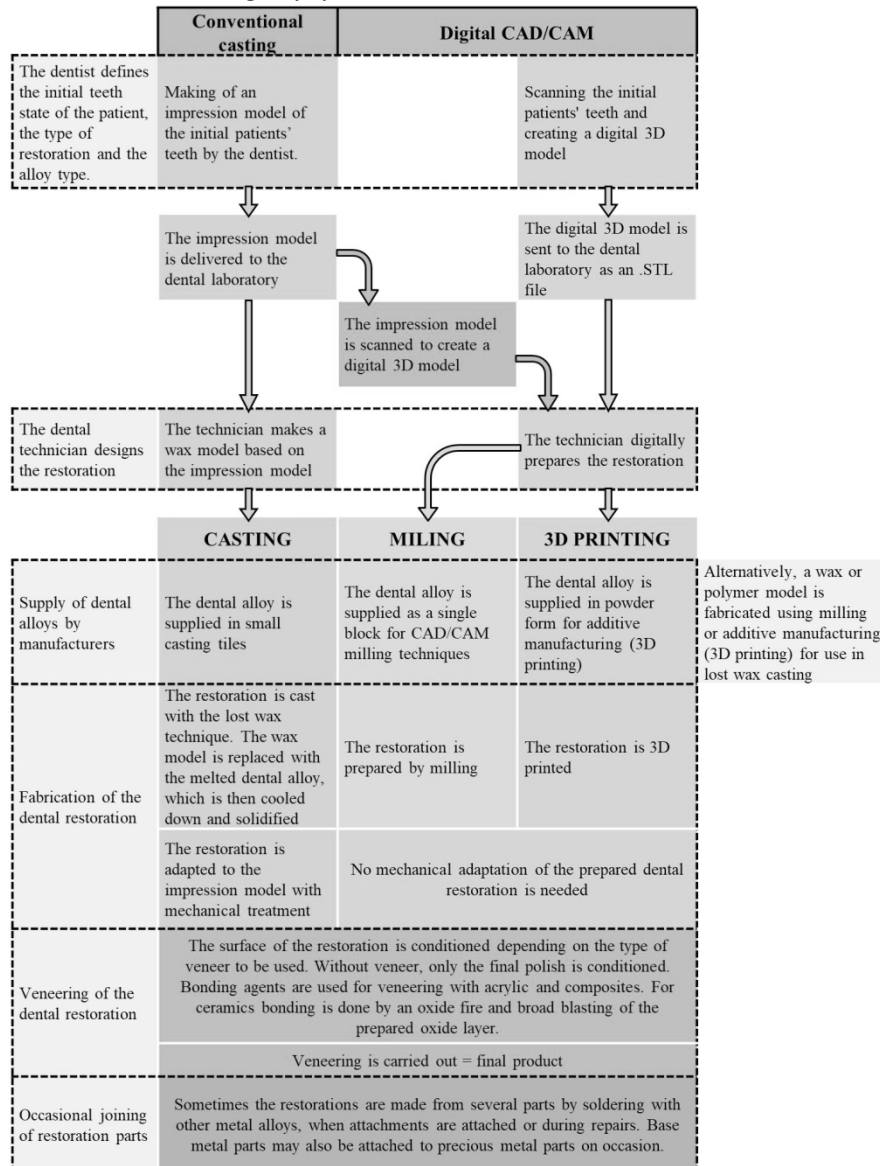 Conventional
casting
Digital CAD/CAM
The dentist defines
the initial teeth
state of the patient,
the type of
restoration and the
alloy type.
Making of an
impression model of
the initial patients'
teeth by the dentist.
Scanning the initial
patients' teeth and
creating a digital 3D
model
The impression model
is delivered to the
dental laboratory
The digital 3D model is
sent to the dental
laboratory as an .STL
file
The impression model
is scanned to create a
digital 3D model
The dental
technician designs
the restoration
The technician makes a
wax model based on
the impression model
The technician digitally
prepares the restoration
CASTING
MILING
3D PRINTING
Supply of dental
alloys by
manufacturers
The dental alloy is
supplied in small
casting tiles
The dental alloy is
supplied as a single
block for CAD/CAM
milling techniques
The dental alloy is
supplied in powder
form for additive
manufacturing (3D
printing)
Alternatively, a wax or
polymer model is
fabricated using milling
or additive manufacturing
(3D printing) for use in
lost wax casting
Fabrication of the
dental restoration
The restoration is cast
with the lost wax
technique. The wax
model is replaced with
the melted dental alloy,
which is then cooled
down and solidified
The restoration is
prepared by milling
The restoration is 3D
printed
The restoration is
adapted to the
impression model with
mechanical treatment
No mechanical adaptation of the prepared dental
restoration is needed
Veneering of the
dental restoration
The surface of the restoration is conditioned depending on the type of
veneer to be used. Without veneer, only the final polish is conditioned.
Bonding agents are used for veneering with acrylic and composites. For
ceramics bonding is done by an oxide fire and broad blasting of the
prepared oxide layer.
Veneering is carried out = final product
Occasional joining
of restoration parts
Sometimes the restorations are made from several parts by soldering with
other metal alloys, when attachments are attached or during repairs. Base
metal parts may also be attached to precious metal parts on occasion.